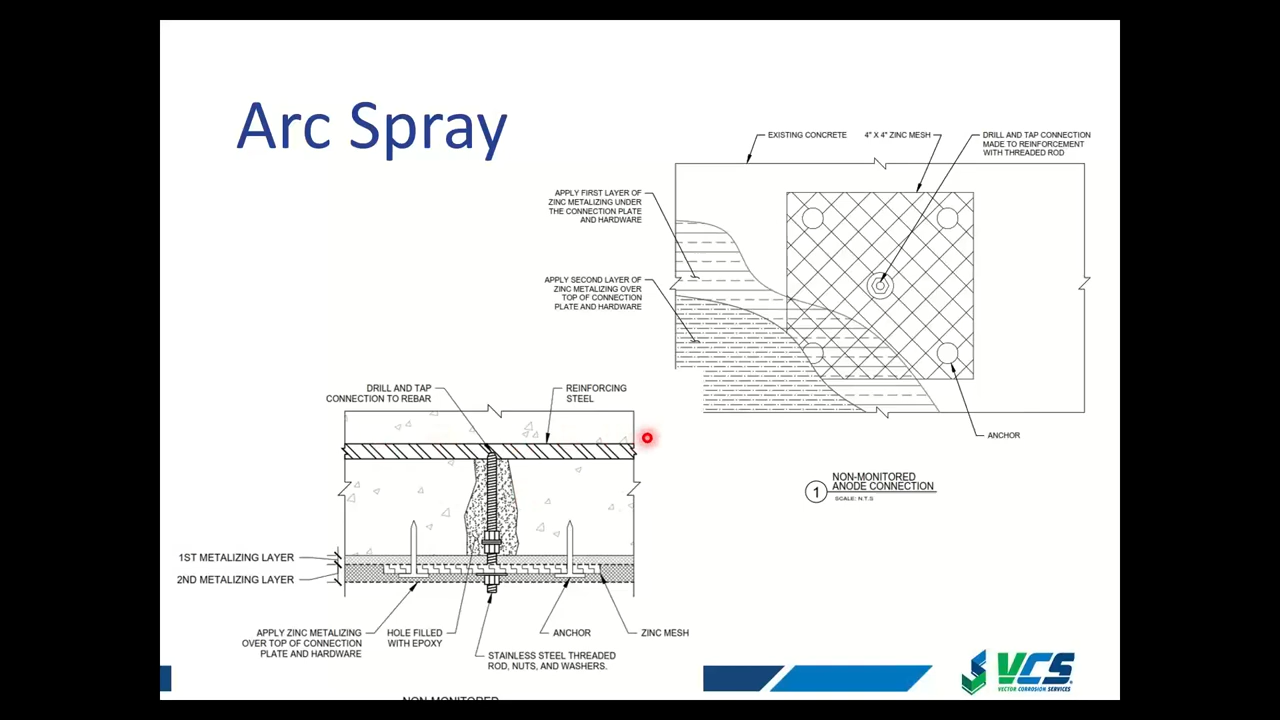 Arc Spray
EXISTING CONCRETE
4" X 4" ZINC MESH
DRILL AND TAP CONNECTION
MADE TO REINFORCEMENT
WITH THREADED ROD
APPLY FIRST LAYER OF
ZINC METALIZING UNDER
THE CONNECTION PLATE
AND HARDWARE
APPLY SECOND LAYER OF
ZINC METALIZING OVER
TOP OF CONNECTION
PLATE AND HARDWARE
ANCHOR
1
NON-MONITORED
ANODE CONNECTION
SCALE: N.T.S
DRILL AND TAP
CONNECTION TO REBAR
REINFORCING
STEEL
1ST METALIZING LAYER
2ND METALIZING LAYER
APPLY ZINC METALIZING
OVER TOP OF CONNECTION
PLATE AND HARDWARE
HOLE FILLED
WITH EPOXY
STAINLESS STEEL THREADED
ROD, NUTS, AND WASHERS.
ANCHOR
ZINC MESH
NON-MONITORED
VCS
VECTOR CORROSION SERVICES